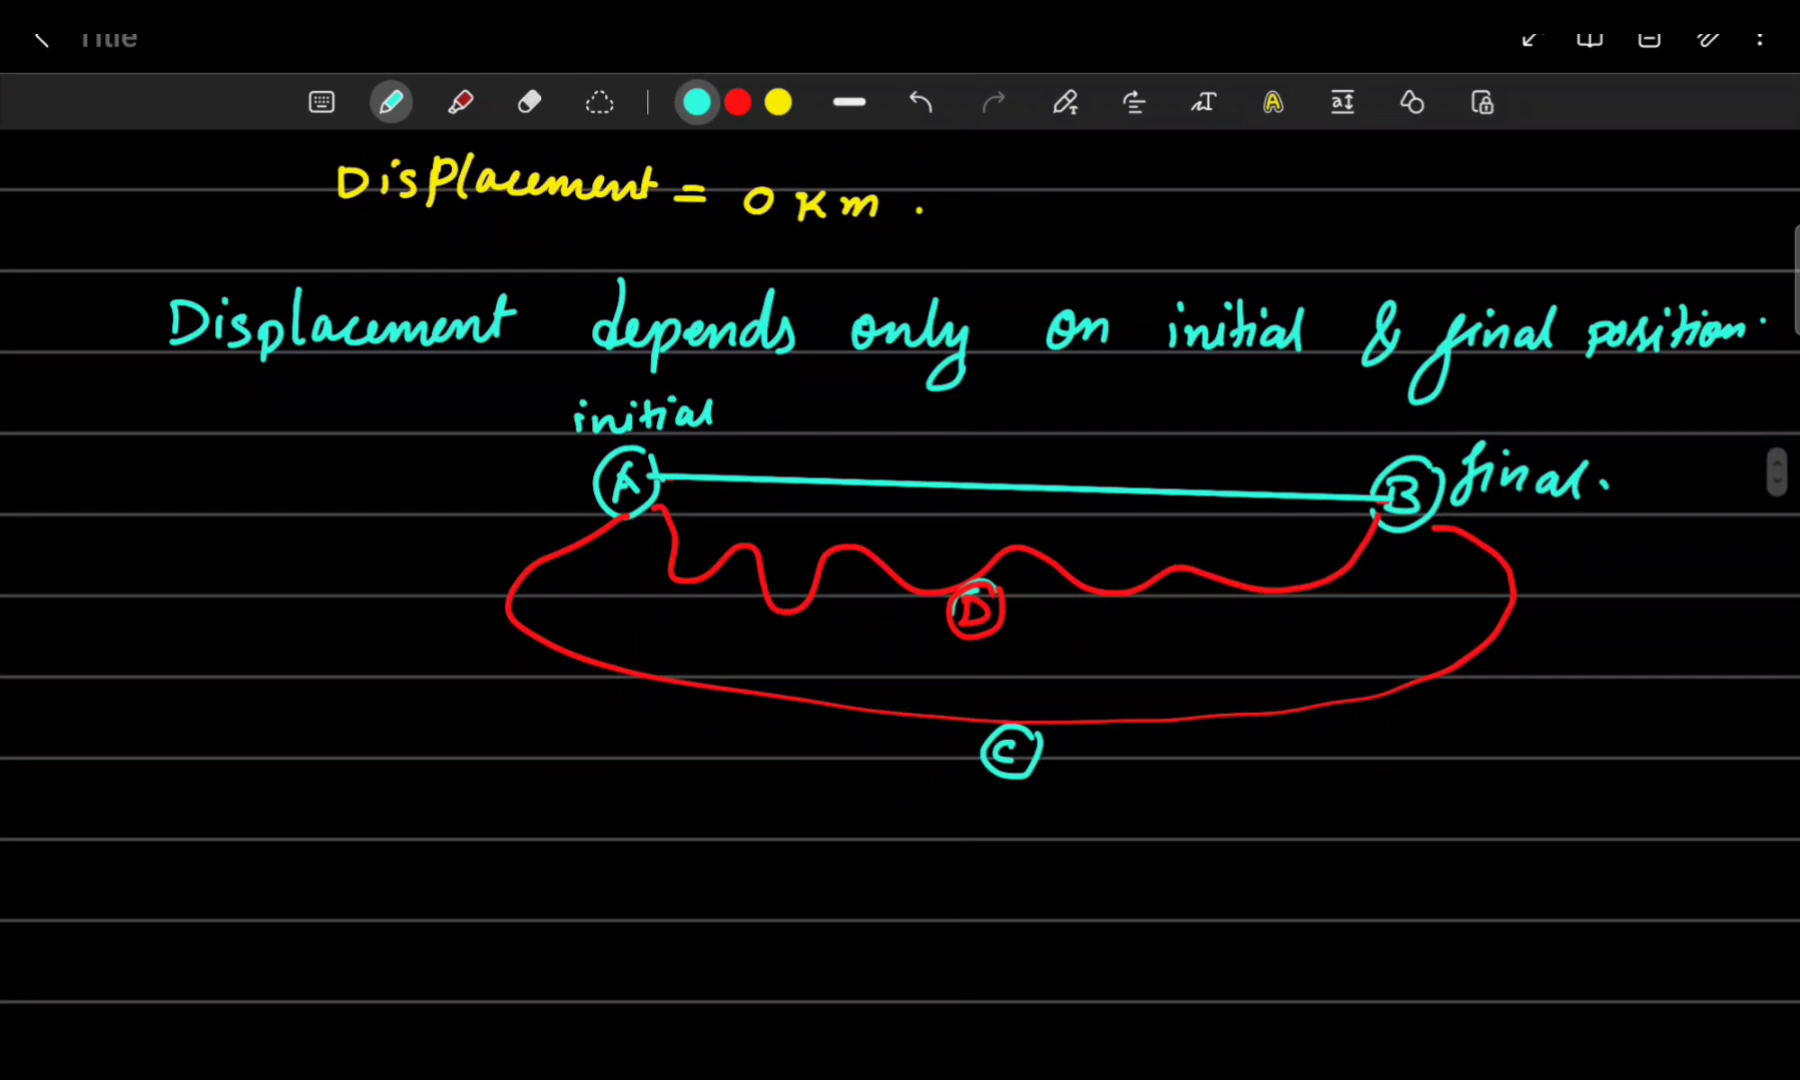 Title
Displacement = 0 Km.
Displacement depends only on initial & final position.
initial
A
B final.
D
C